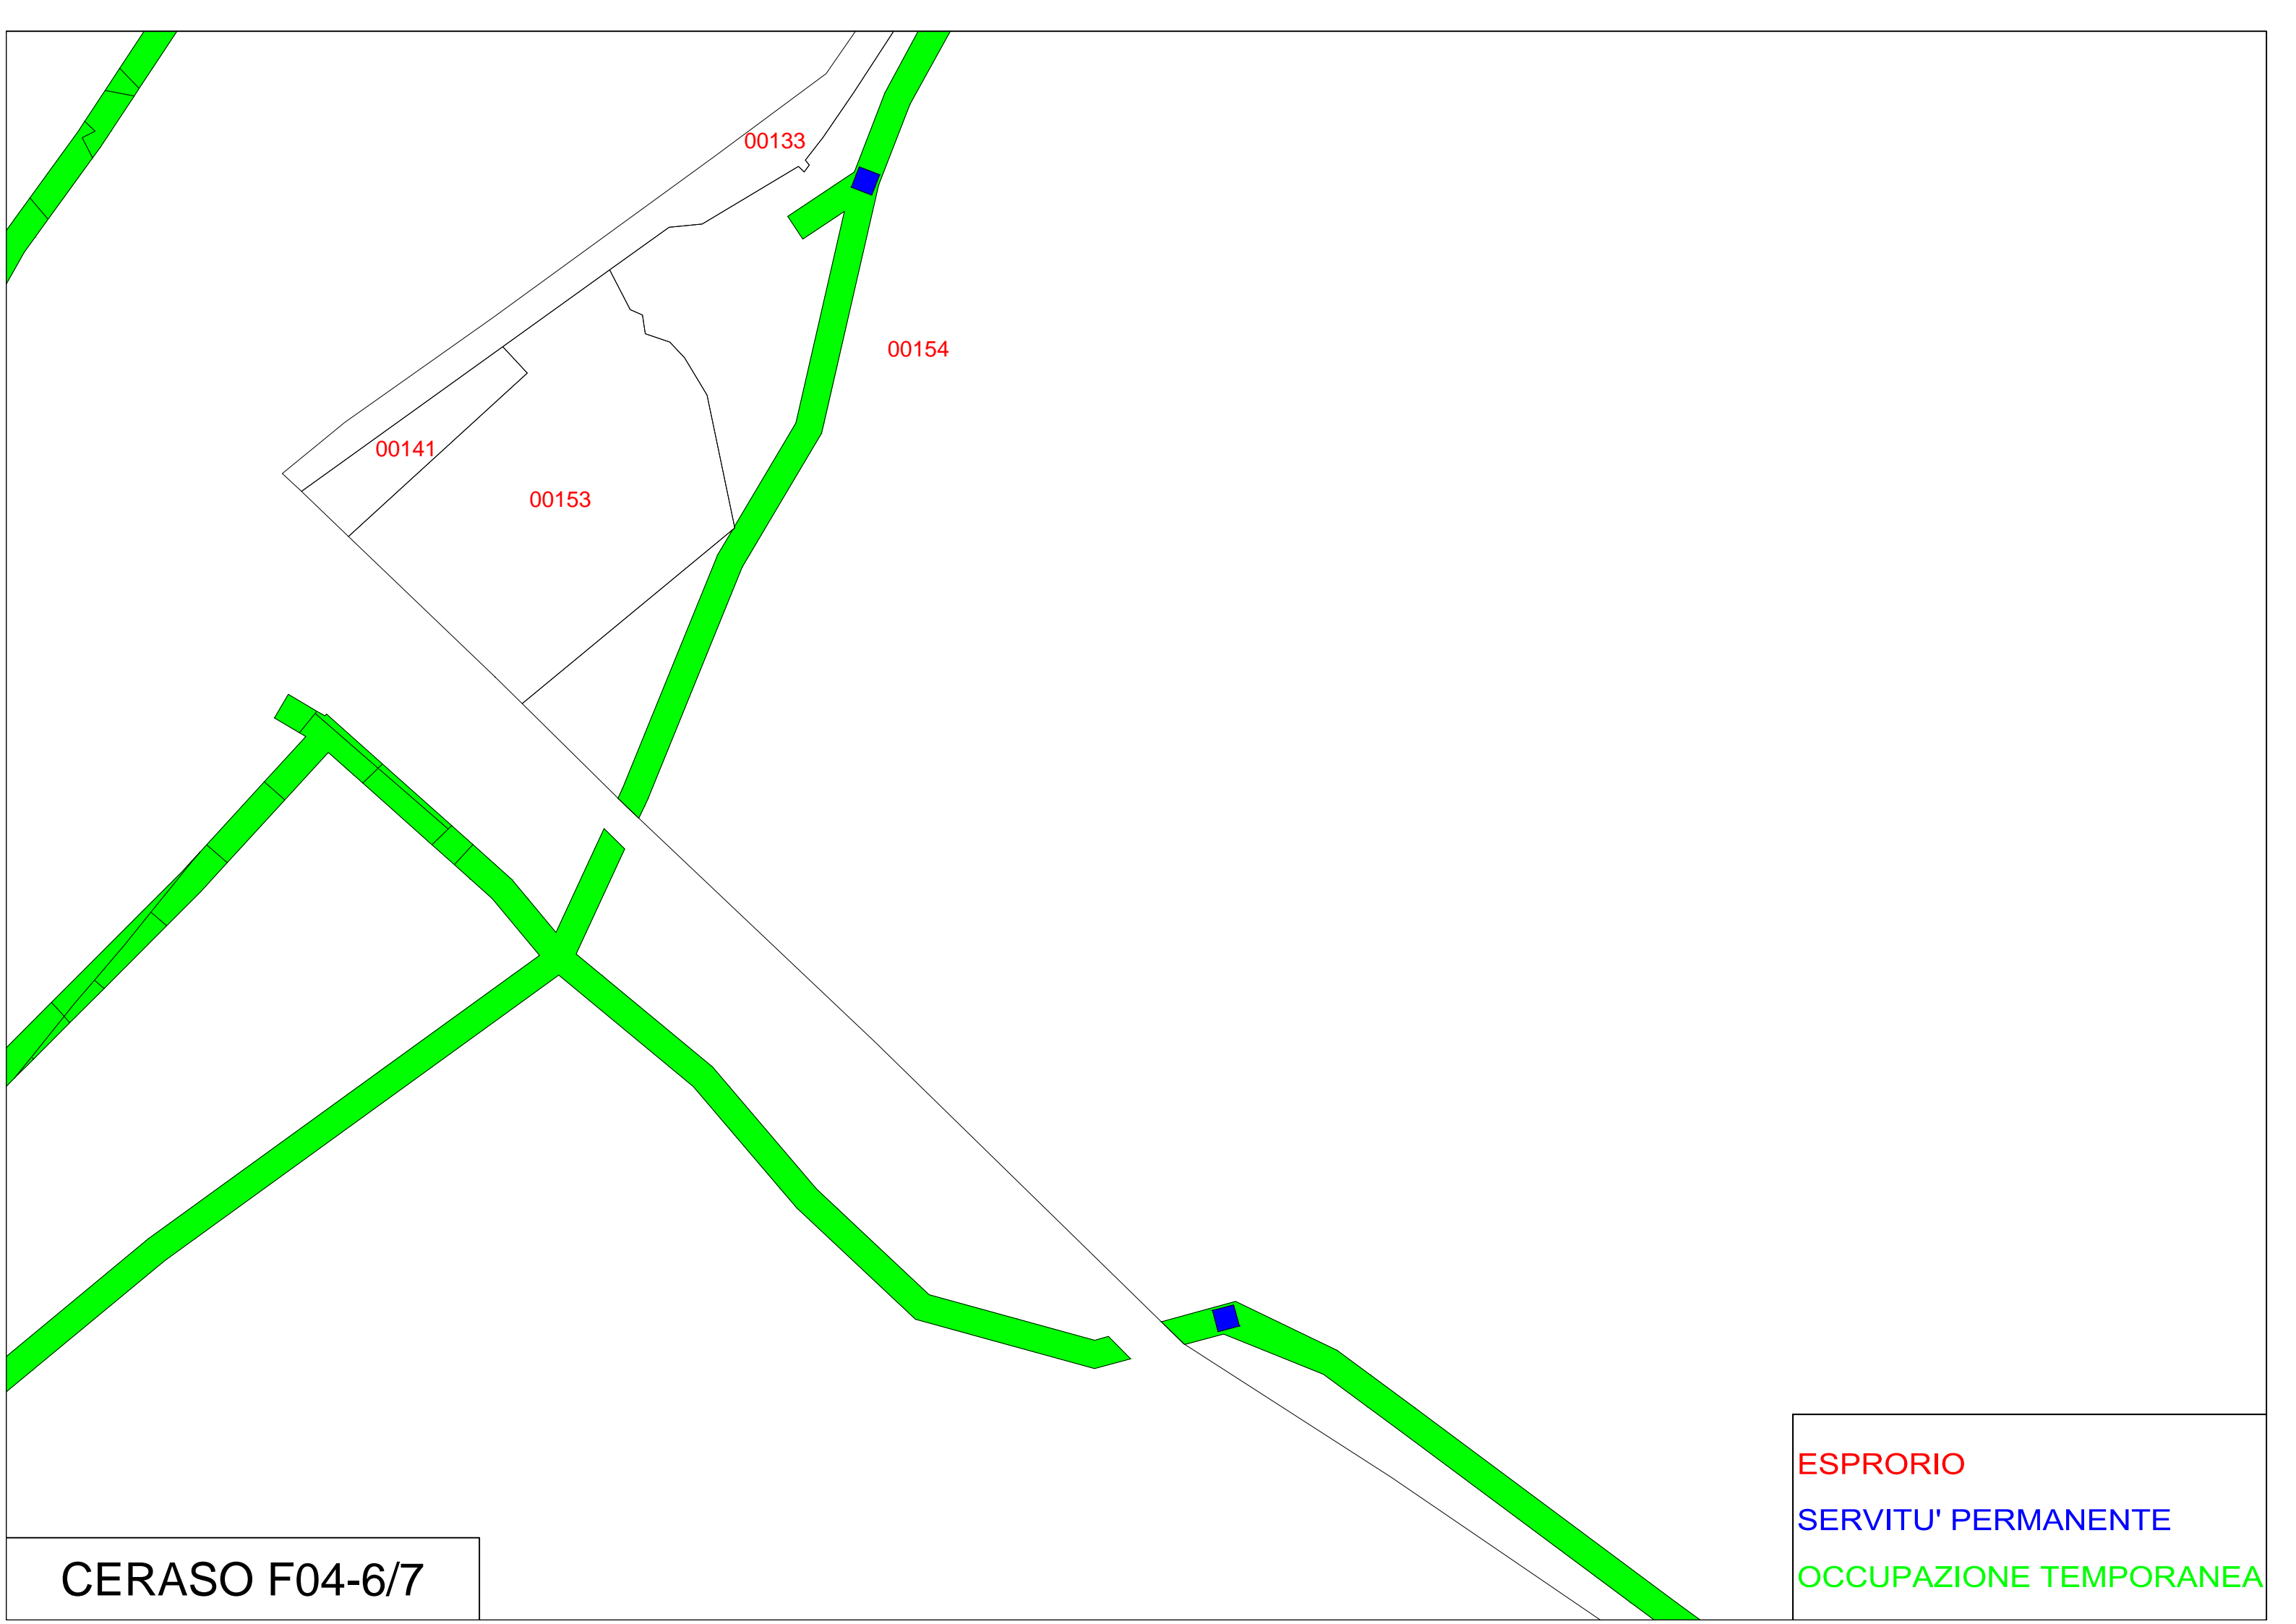 00133
00154
00141
00153
ESPRORIO
SERVITU' PERMANENTE
OCCUPAZIONE TEMPORANEA
CERASO F04-6/7